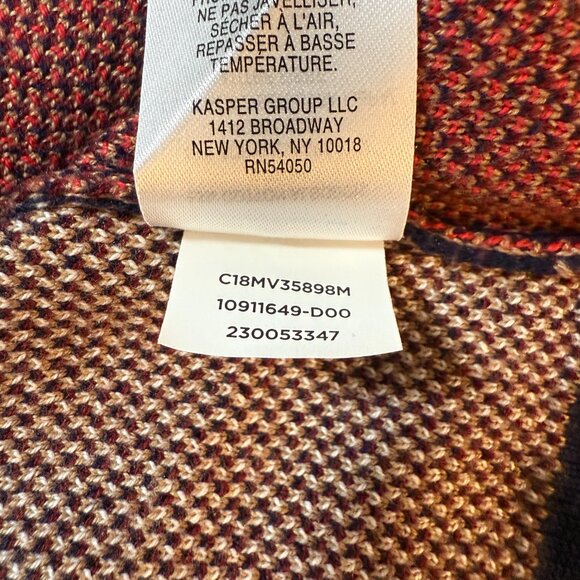 NE PAS JAVELLISER,
SÉCHER À L'AIR,
REPASSER À BASSE
TEMPÉRATURE.
KASPER GROUP LLC
1412 BROADWAY
NEW YORK, NY 10018
RN54050
C18MV35898M
10911649-D00
230053347